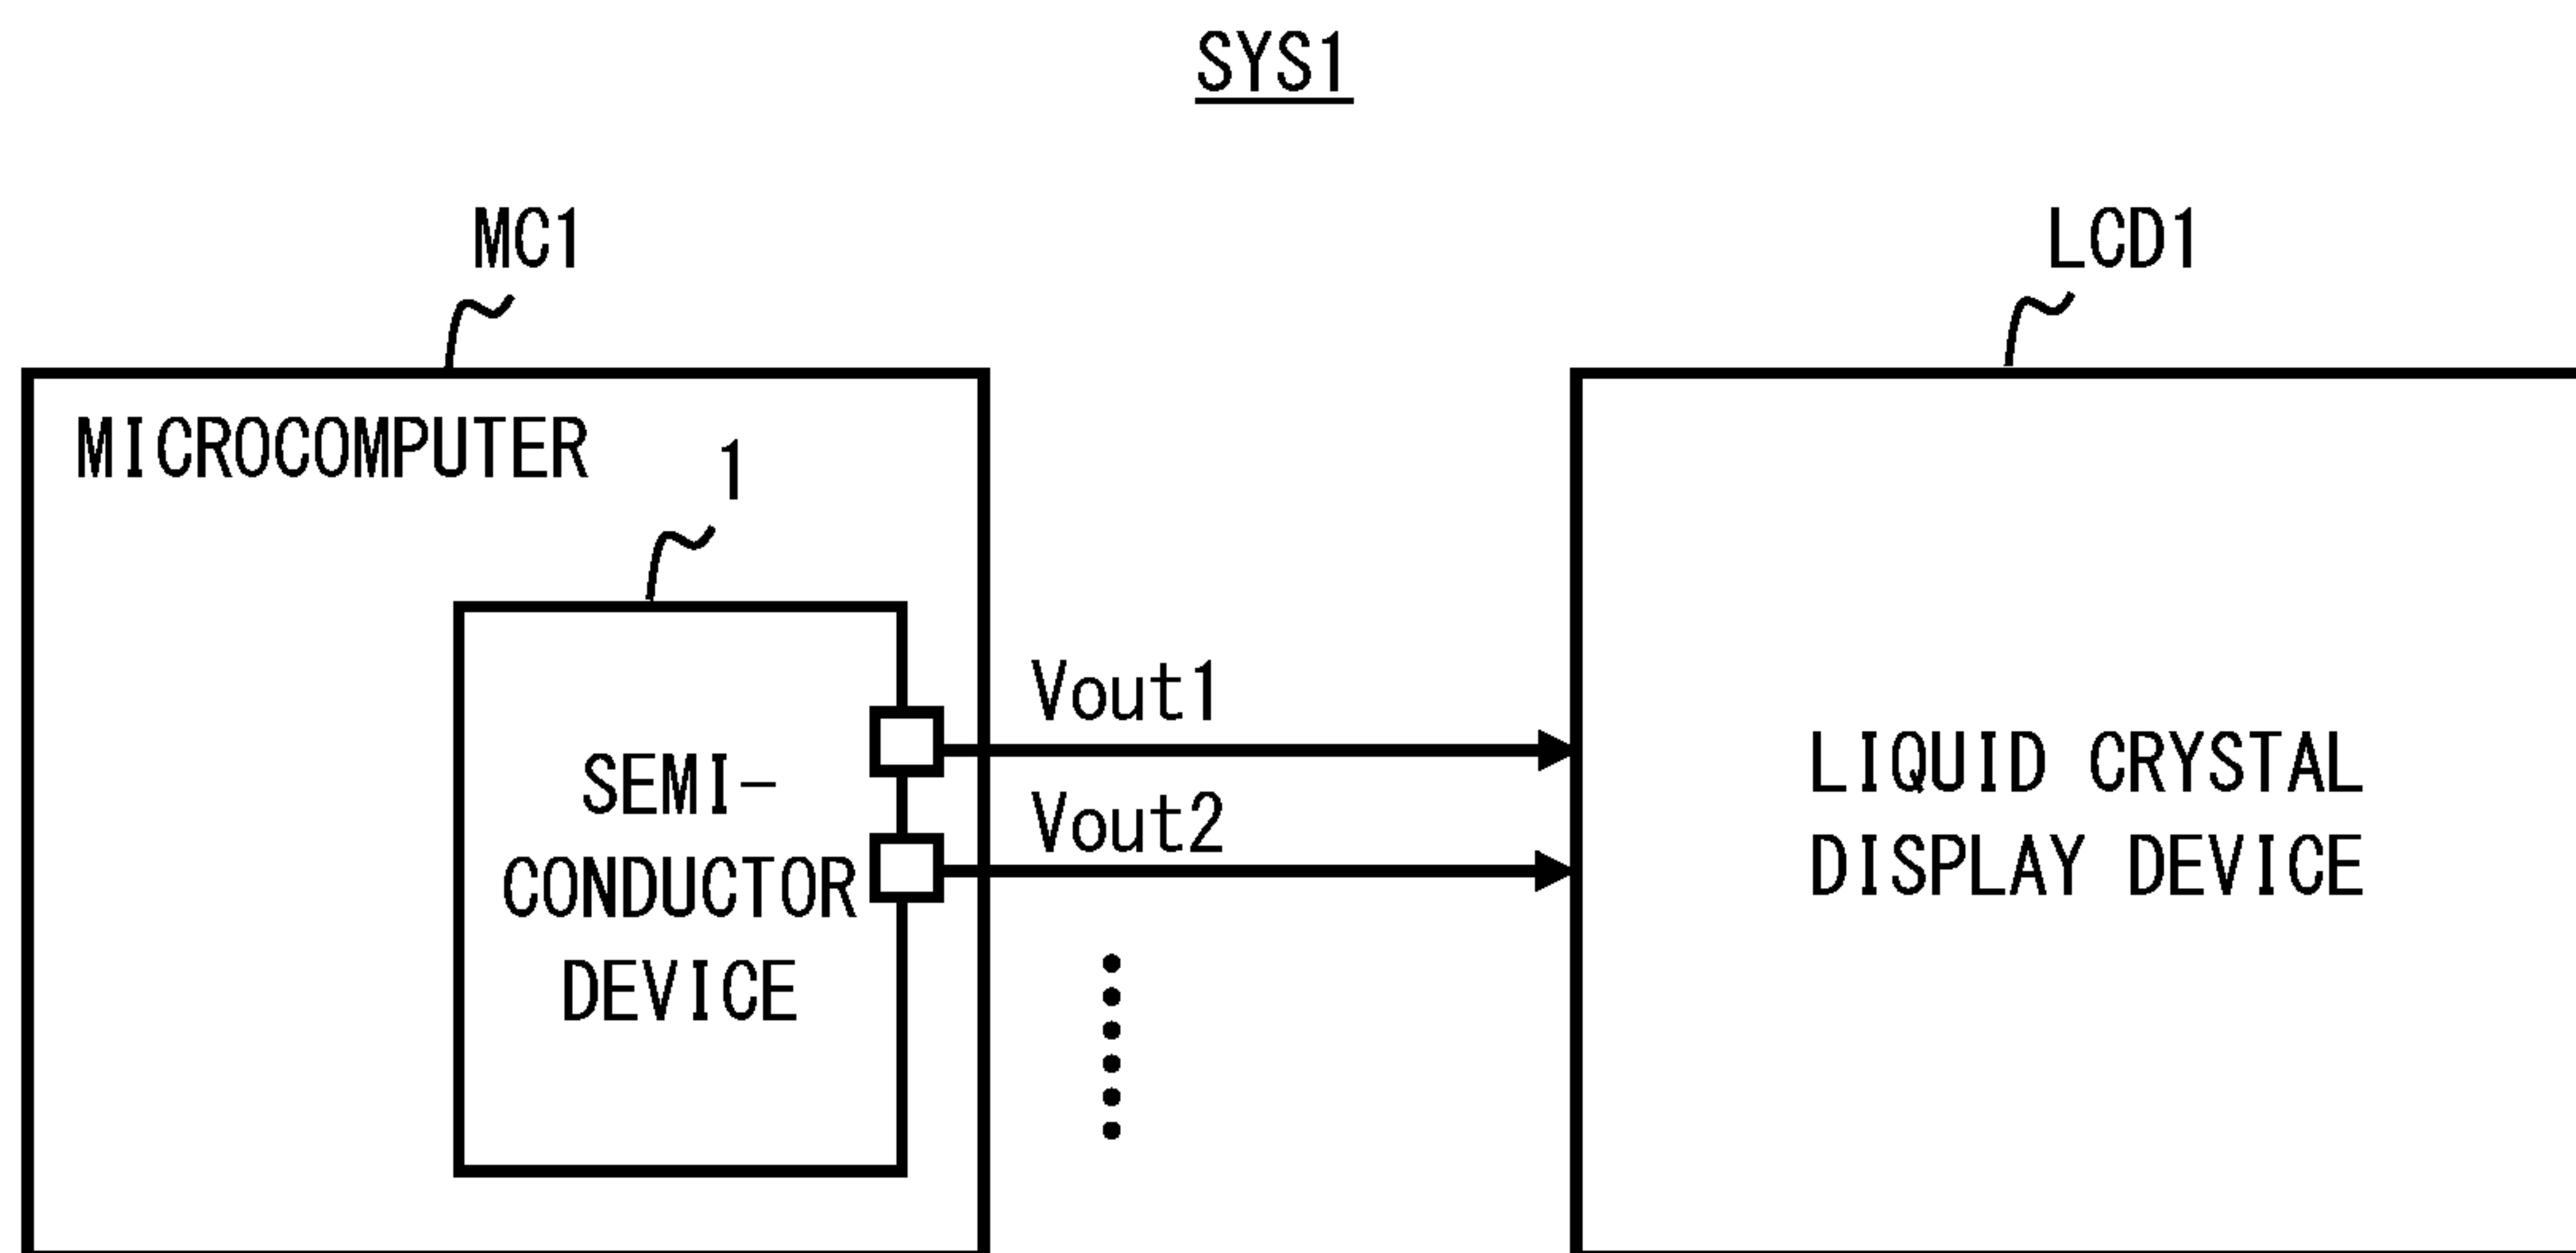 SYS1
MC1
LCD1
MICROCOMPUTER
1
SEMI-
CONDUCTOR
DEVICE
Vout1
Vout2
LIQUID CRYSTAL
DISPLAY DEVICE